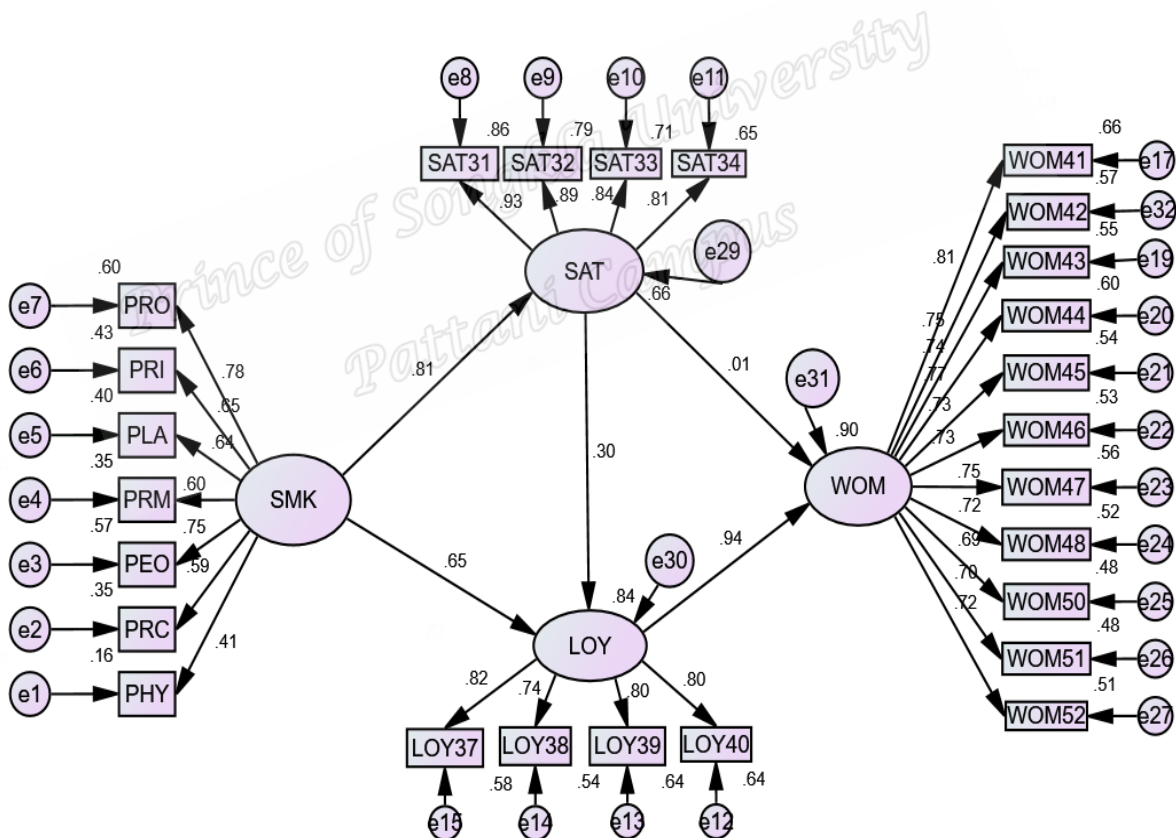 Prince of Songkla University
Pattani Campus
e8 e9 e10 e11
.86 .79 .71 .65
SAT31 SAT32 SAT33 SAT34
.93 .89 .84 .81
SAT
e29
.66
.60
e7 PRO
.43
e6 PRI
.40
e5 PLA
.35
e4 PRM
.57
e3 PEO
.35
e2 PRC
.16
e1 PHY
.78
.65
.64
.60
.75
.59
.41
SMK
.81
.65
.30
.01
.94
e31
.90
WOM
e30
.84
LOY
.82 .74 .80 .80
LOY37 LOY38 LOY39 LOY40
.58 .54 .64 .64
e15 e14 e13 e12
.81
.75
.74
.77
.73
.73
.75
.72
.69
.70
.72
.66
WOM41 e17
.57
WOM42 e32
.55
WOM43 e19
.60
WOM44 e20
.54
WOM45 e21
.53
WOM46 e22
.56
WOM47 e23
.52
WOM48 e24
.48
WOM50 e25
.48
WOM51 e26
.51
WOM52 e27